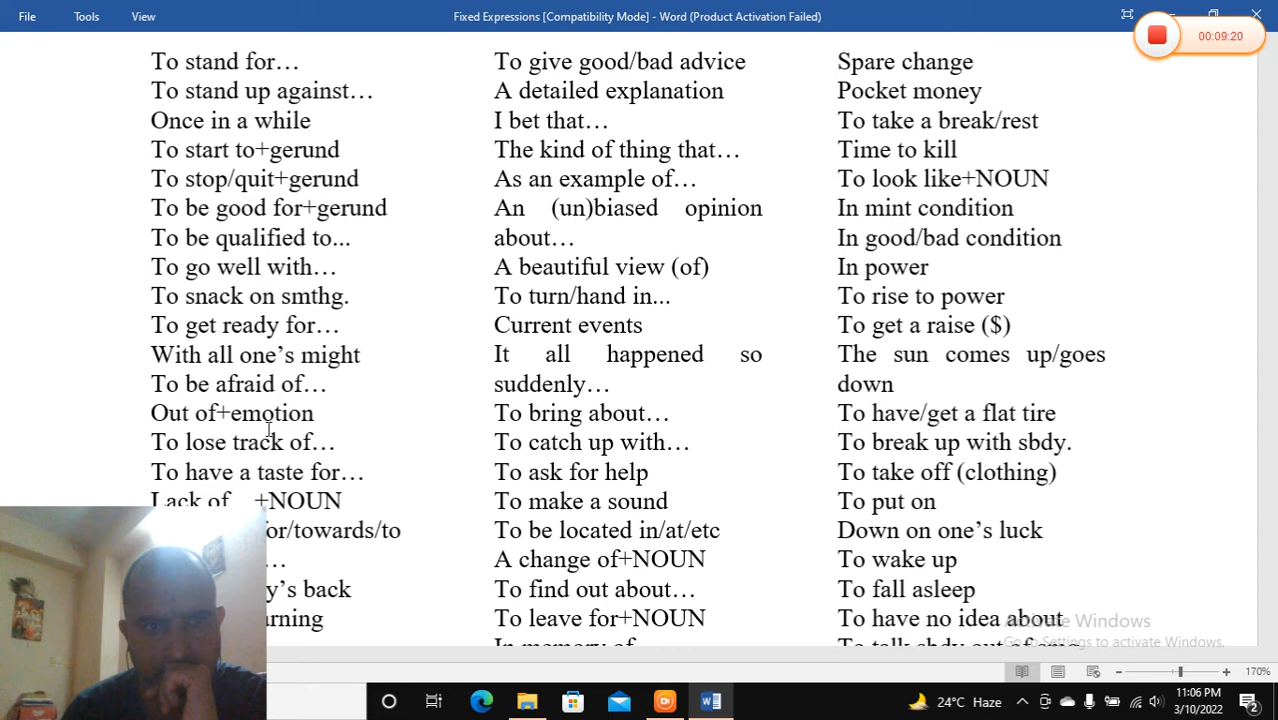 File Tools View Fixed Expressions [Compatibility Mode] - Word (Product Activation Failed)
00:09:20
To stand for…
To stand up against…
Once in a while
To start to+gerund
To stop/quit+gerund
To be good for+gerund
To be qualified to...
To go well with…
To snack on smthg.
To get ready for…
With all one’s might
To be afraid of…
Out of+emotion
To lose track of…
To have a taste for…
Lack of +NOUN
for/towards/to
…
back
To give good/bad advice
A detailed explanation
I bet that…
The kind of thing that…
As an example of…
An (un)biased opinion
about…
A beautiful view (of)
To turn/hand in...
Current events
It all happened so
suddenly…
To bring about…
To catch up with…
To ask for help
To make a sound
To be located in/at/etc
A change of+NOUN
To find out about…
To leave for+NOUN
In memory of
Spare change
Pocket money
To take a break/rest
Time to kill
To look like+NOUN
In mint condition
In good/bad condition
In power
To rise to power
To get a raise ($)
The sun comes up/goes
down
To have/get a flat tire
To break up with sbdy.
To take off (clothing)
To put on
Down on one’s luck
To wake up
To fall asleep
To have no idea about
To talk sbdy out of
Activate Windows
Go to Settings to activate Windows.
170%
24°C Haze
11:06 PM
3/10/2022
2